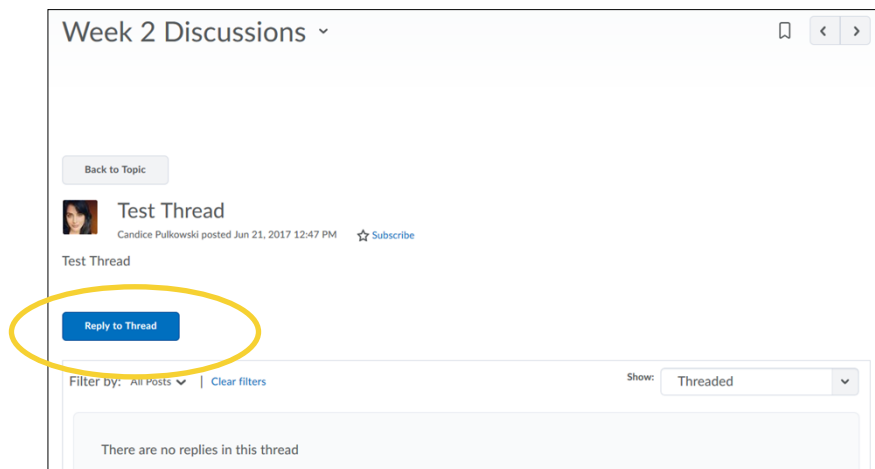 Week 2 Discussions
Back to Topic
Test Thread
Candice Pulkowski posted Jun 21, 2017 12:47 PM Subscribe
Test Thread
Reply to Thread
Filter by: All Posts | Clear filters Show: Threaded
There are no replies in this thread